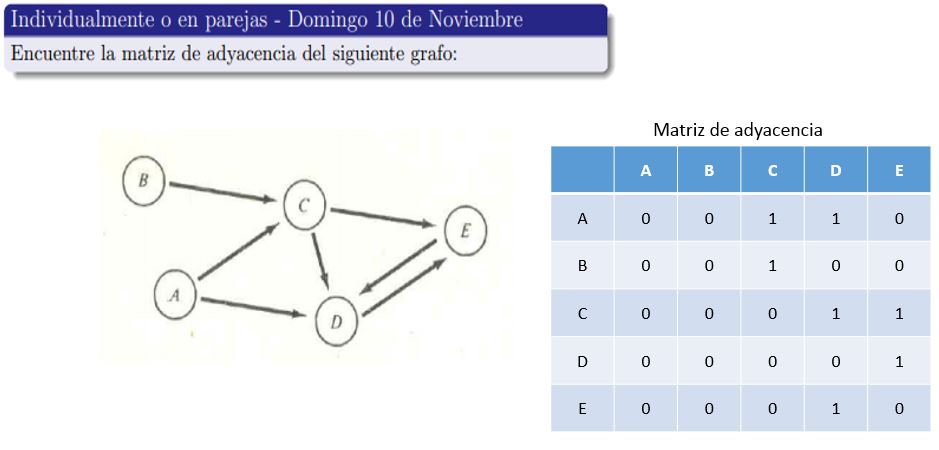 Individualmente o en parejas - Domingo 10 de Noviembre
Encuentre la matriz de adyacencia del siguiente grafo:
B
C
E
A
D
Matriz de adyacencia
A B C D E
A 0 0 1 1 0
B 0 0 1 0 0
C 0 0 0 1 1
D 0 0 0 0 1
E 0 0 0 1 0